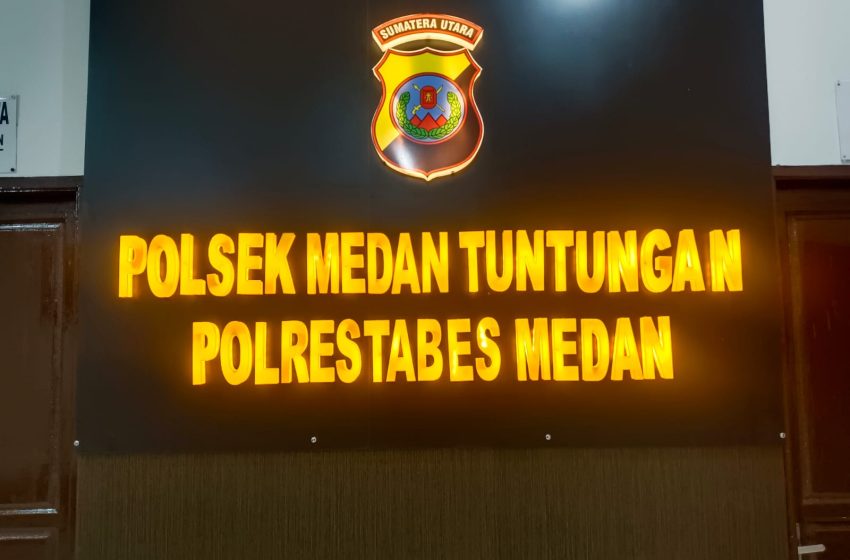 SUMATERA UTARA
POLSEK MEDAN TUNTUNGAN
POLRESTABES MEDAN